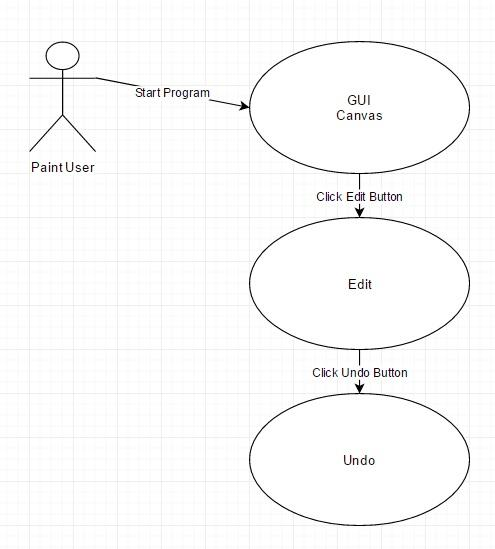 Start Program
GUI
Canvas
Paint User
Click Edit Button
Edit
Click Undo Button
Undo